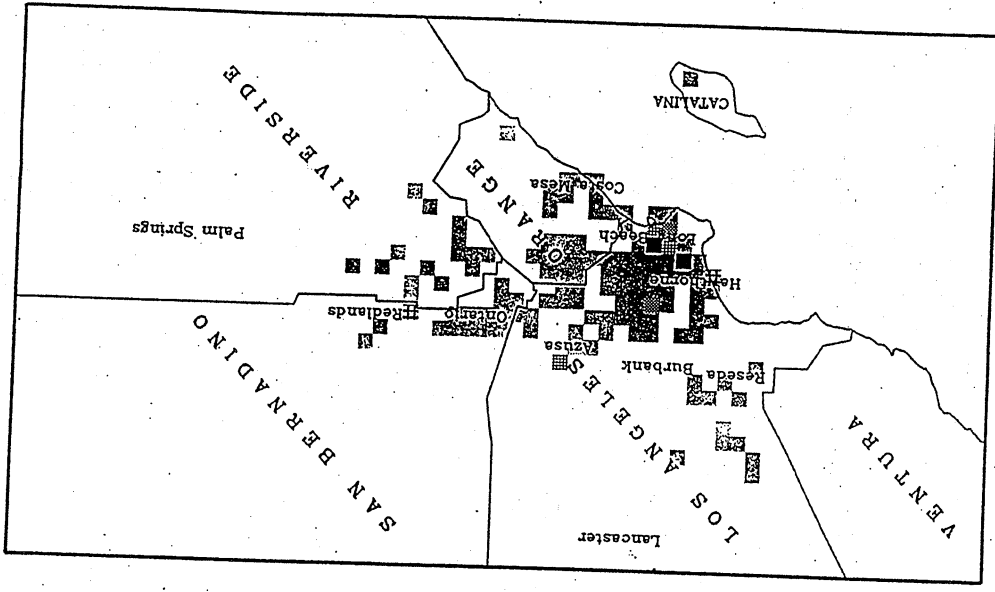 VENTURA
LOS ANGELES
Lancaster
SAN BERNADINO
Reseda
Burbank
Azusa
Ontario
Redlands
Hawthorne
Long Beach
ORANGE
Palm Springs
RIVERSIDE
Costa Mesa
CATALINA